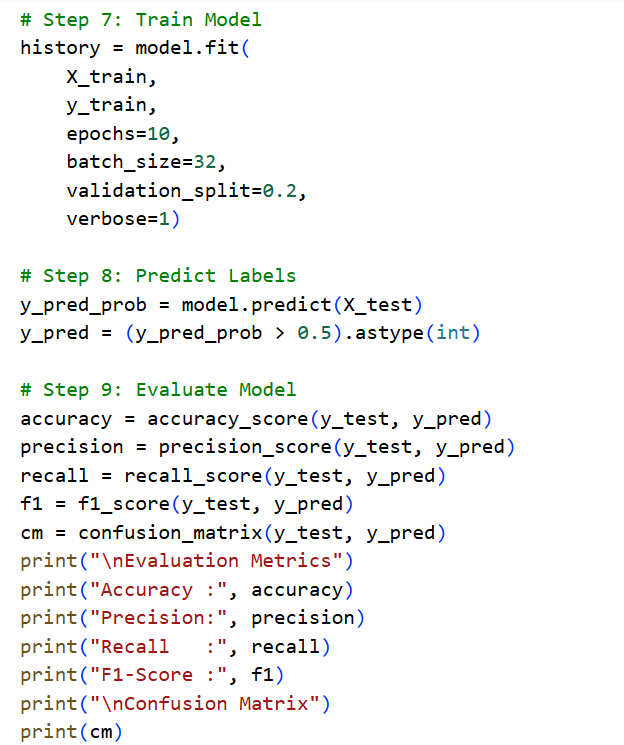 # Step 7: Train Model
history = model.fit(
    X_train,
    y_train,
    epochs=10,
    batch_size=32,
    validation_split=0.2,
    verbose=1)

# Step 8: Predict Labels
y_pred_prob = model.predict(X_test)
y_pred = (y_pred_prob > 0.5).astype(int)

# Step 9: Evaluate Model
accuracy = accuracy_score(y_test, y_pred)
precision = precision_score(y_test, y_pred)
recall = recall_score(y_test, y_pred)
f1 = f1_score(y_test, y_pred)
cm = confusion_matrix(y_test, y_pred)
print("\nEvaluation Metrics")
print("Accuracy :", accuracy)
print("Precision:", precision)
print("Recall   :", recall)
print("F1-Score :", f1)
print("\nConfusion Matrix")
print(cm)